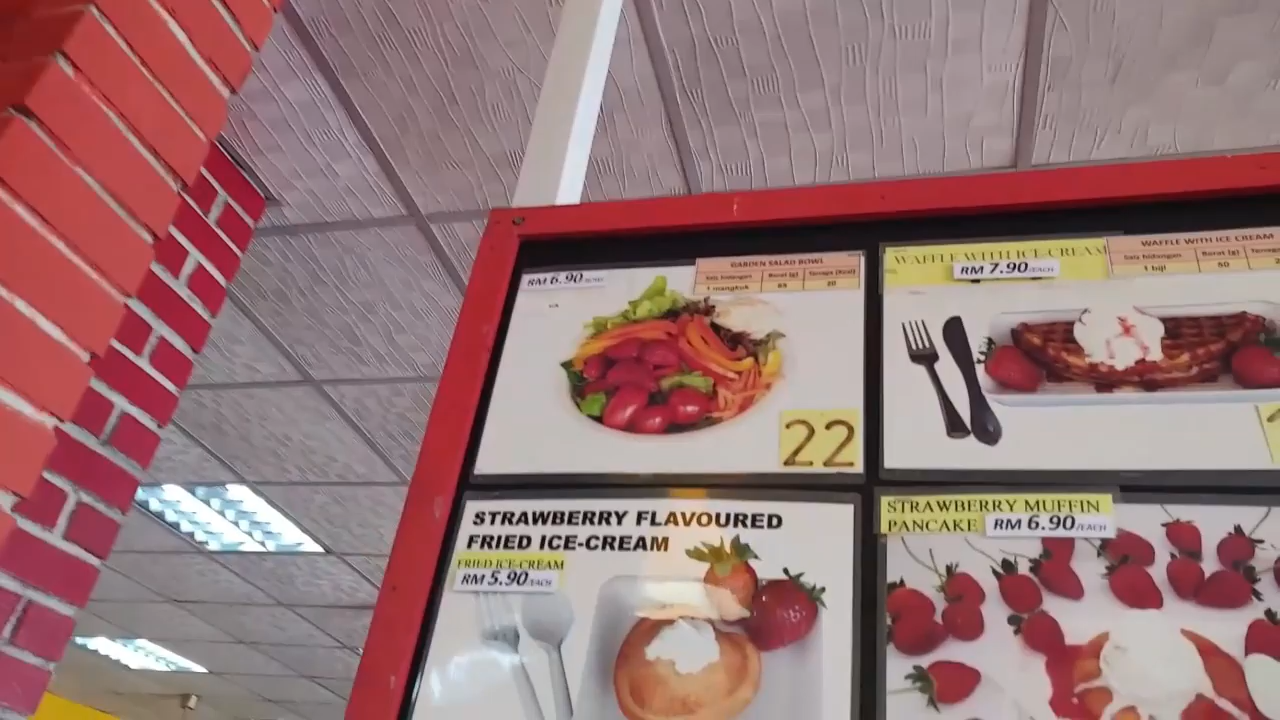 RM 6.90
GARDEN SALAD BOWL
Saiz hidangan Berat (g) Tenaga (Kcal)
1 mangkuk 65 20
22
WAFFLE WITH ICE CREAM
RM 7.90/EACH
WAFFLE WITH ICE CREAM
Saiz hidangan Berat (g)
1 biji 50
STRAWBERRY FLAVOURED
FRIED ICE-CREAM
FRIED ICE-CREAM
RM 5.90/EACH
STRAWBERRY MUFFIN
PANCAKE RM 6.90/EACH